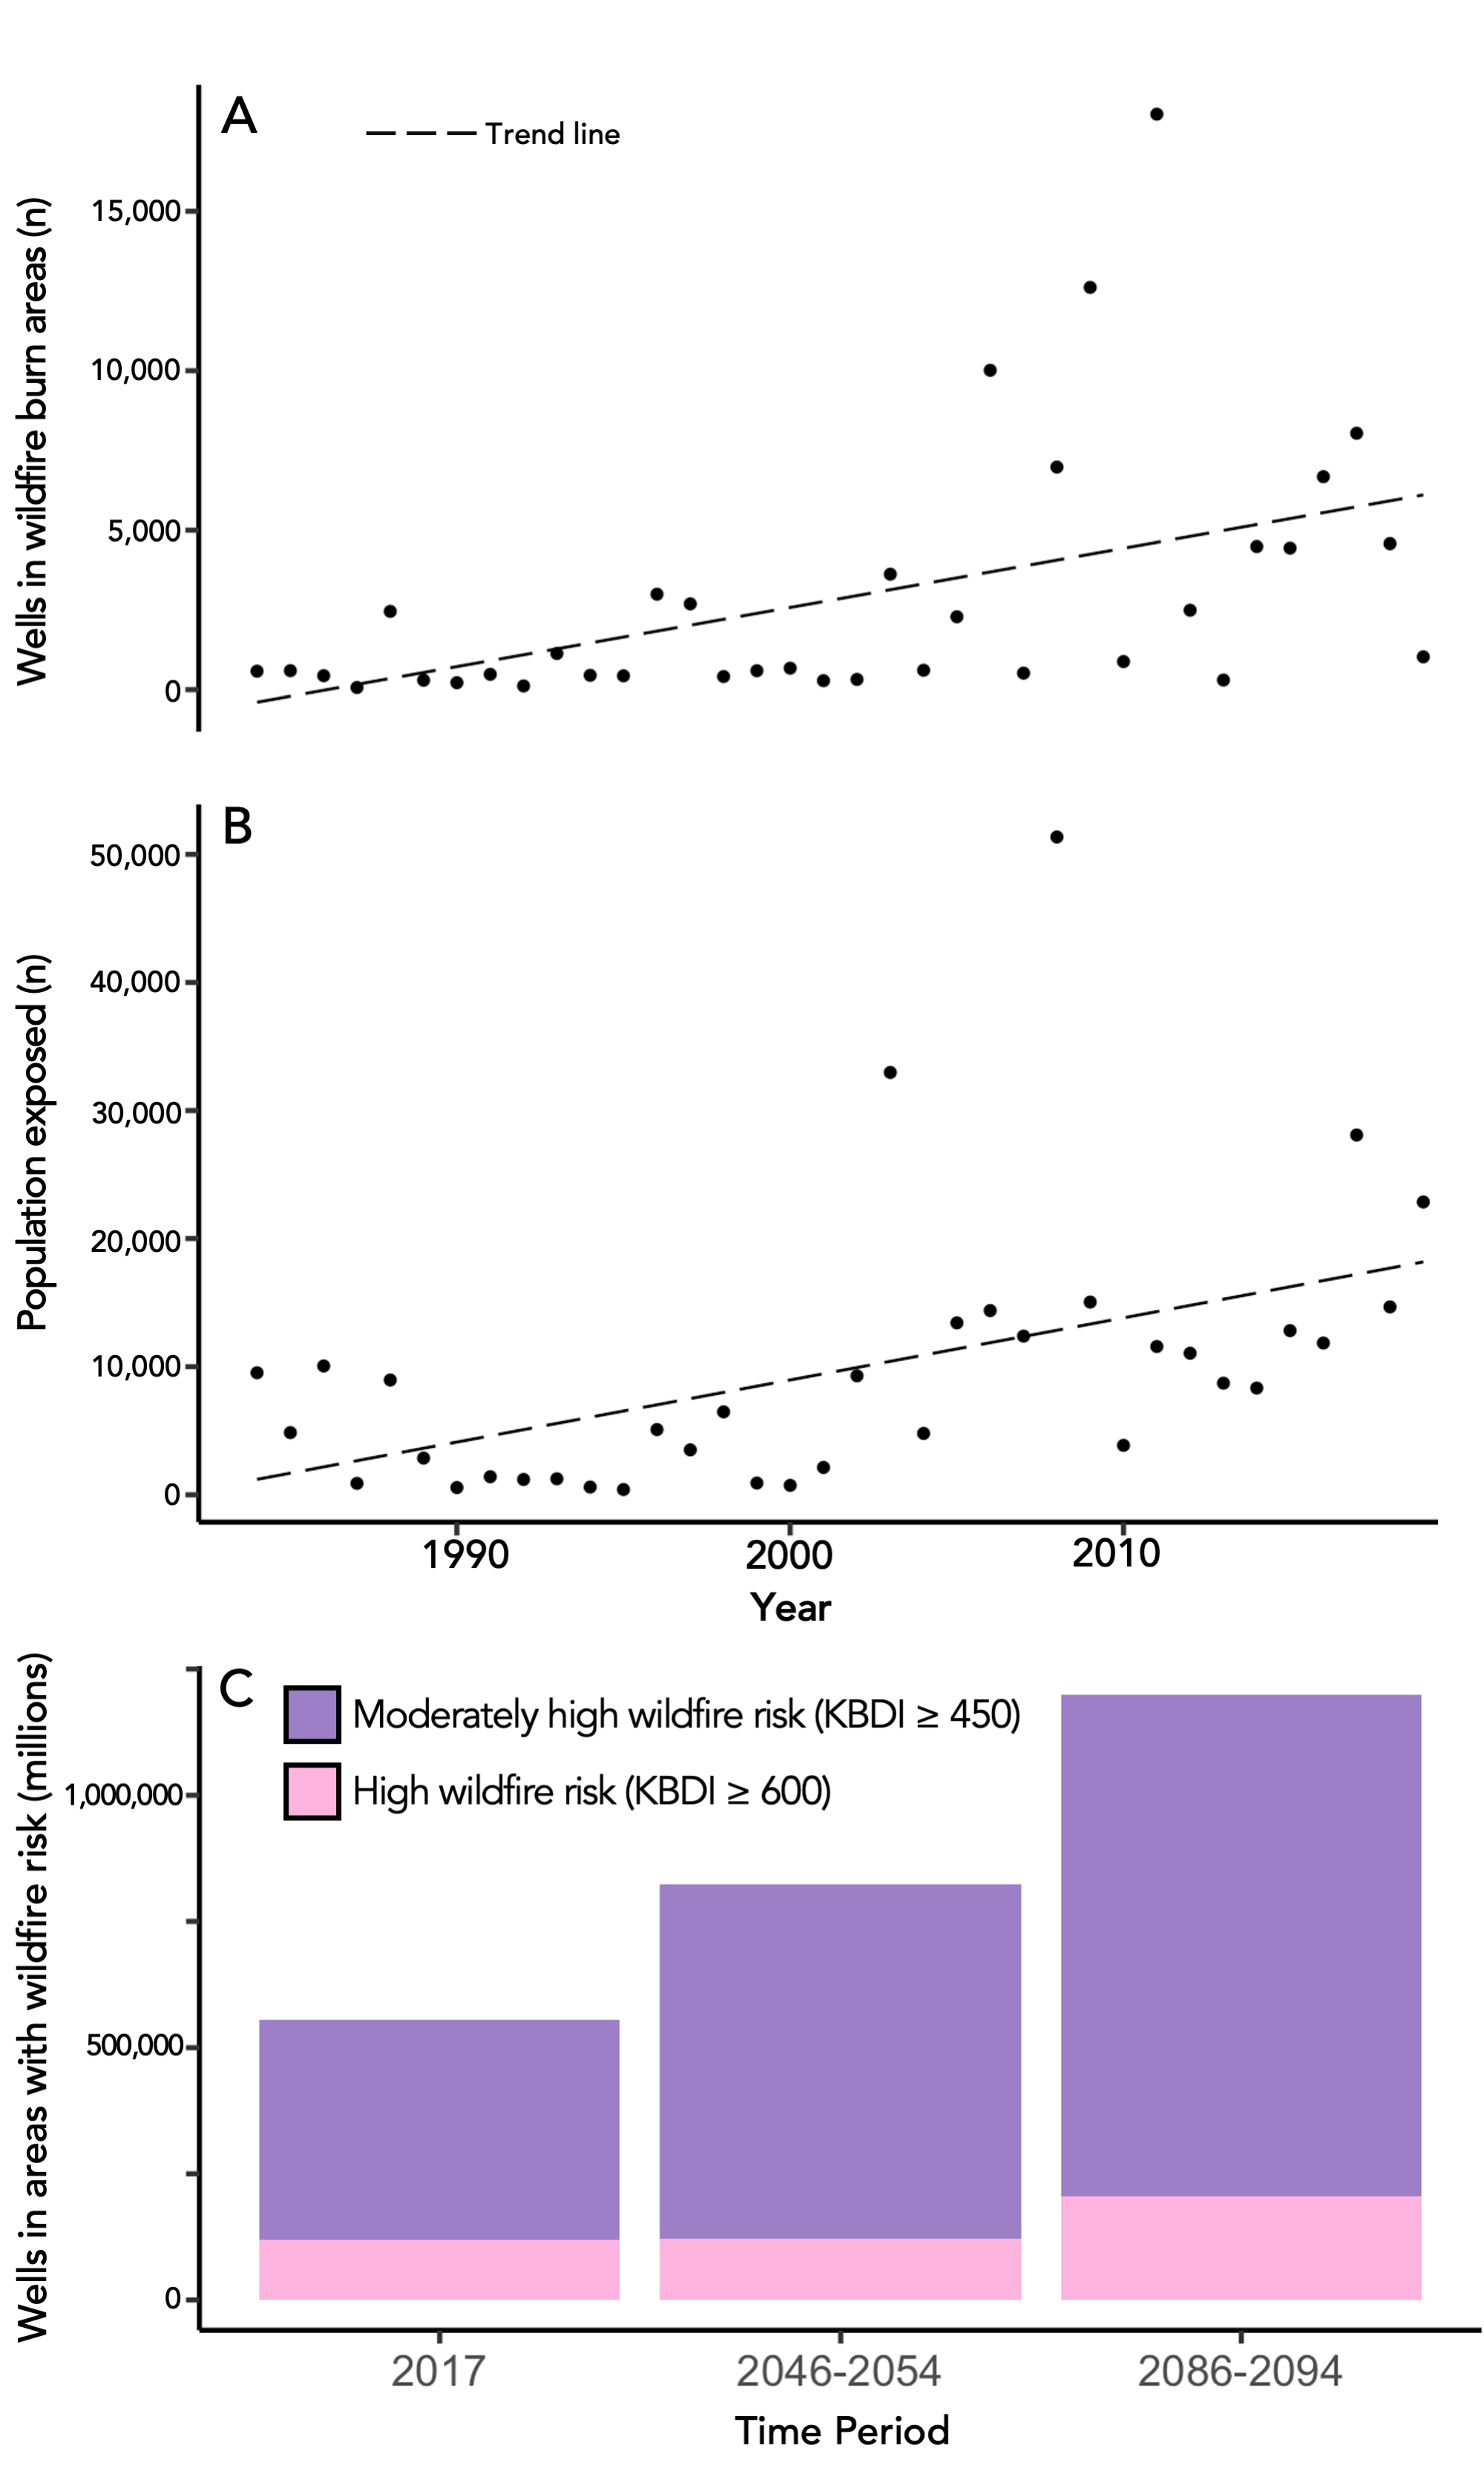 A
Trend line
Wells in wildfire burn areas (n)
15,000
10,000
5,000
0
B
Population exposed (n)
50,000
40,000
30,000
20,000
10,000
0
1990 2000 2010
Year
C
Moderately high wildfire risk (KBDI ≥ 450)
High wildfire risk (KBDI ≥ 600)
Wells in areas with wildfire risk (millions)
1,000,000
500,000
0
2017 2046-2054 2086-2094
Time Period